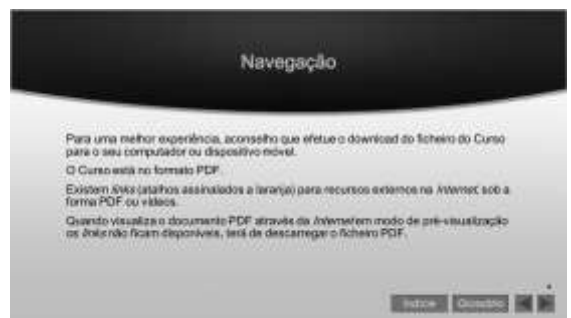 Navegação
Para uma melhor experiência, aconselho que efetue o download do ficheiro do Curso
para o seu computador ou dispositivo móvel.
O Curso está no formato PDF.
Existem links (atalhos assinalados a laranja) para recursos externos na Internet, sob a
forma PDF ou vídeos.
Quando visualiza o documento PDF através da Internet em modo de pré-visualização
os links não ficam disponíveis, terá de descarregar o ficheiro PDF.
Índice Glossário